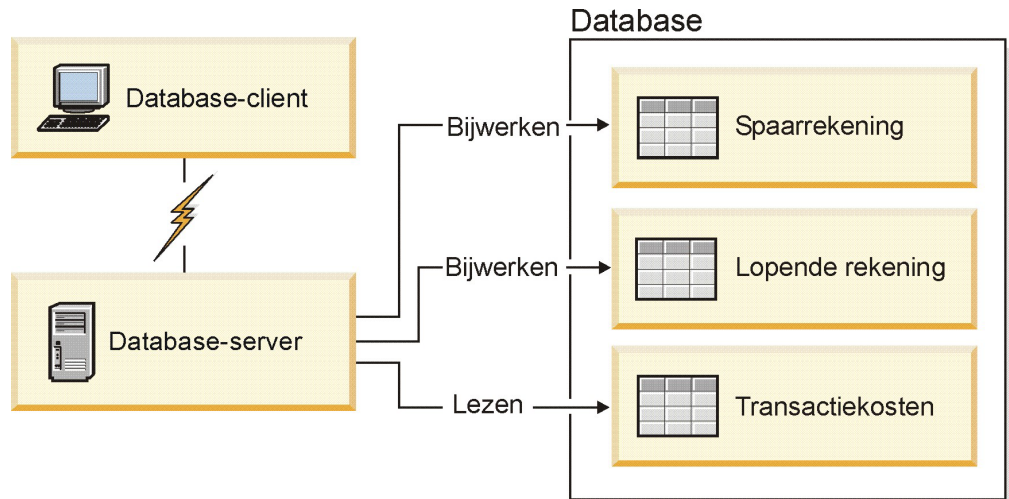 Database
Database-client
Bijwerken
Spaarrekening
Bijwerken
Lopende rekening
Database-server
Lezen
Transactiekosten